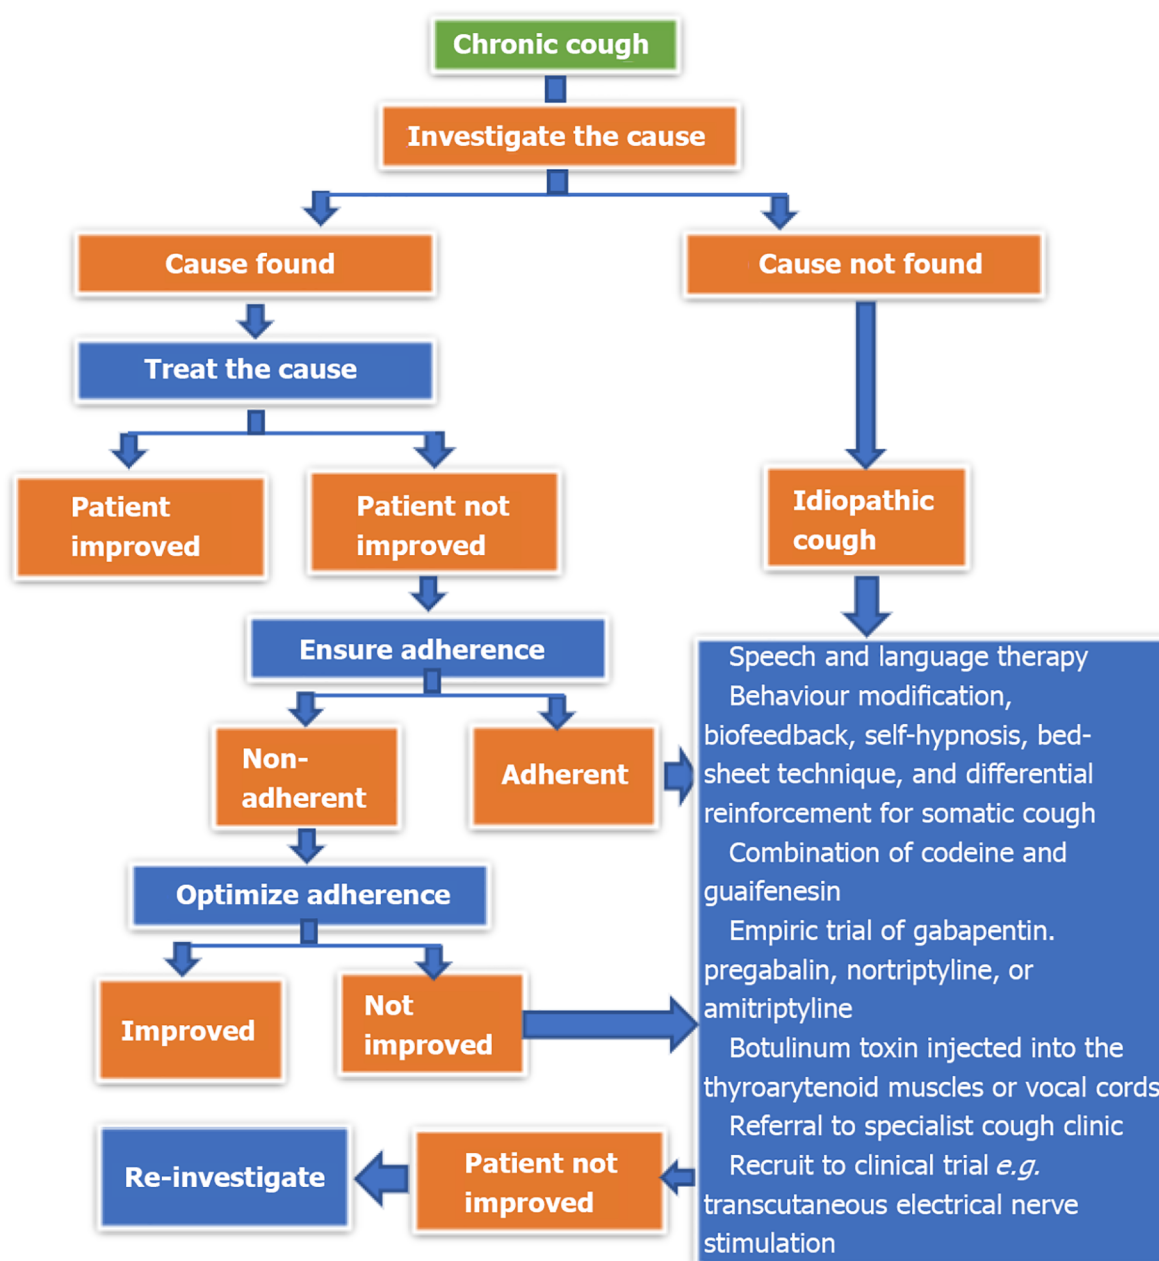 Chronic cough
Investigate the cause
Cause found
Cause not found
Treat the cause
Patient
improved
Patient not
improved
Idiopathic
cough
Ensure adherence
Non-
adherent
Adherent
Optimize adherence
Improved
Not
improved
Speech and language therapy
Behaviour modification,
biofeedback, self-hypnosis, bed-
sheet technique, and differential
reinforcement for somatic cough
Combination of codeine and
guaifenesin
Empiric trial of gabapentin.
pregabalin, nortriptyline, or
amitriptyline
Botulinum toxin injected into the
thyroarytenoid muscles or vocal cords
Referral to specialist cough clinic
Recruit to clinical trial e.g.
transcutaneous electrical nerve
stimulation
Patient not
improved
Re-investigate